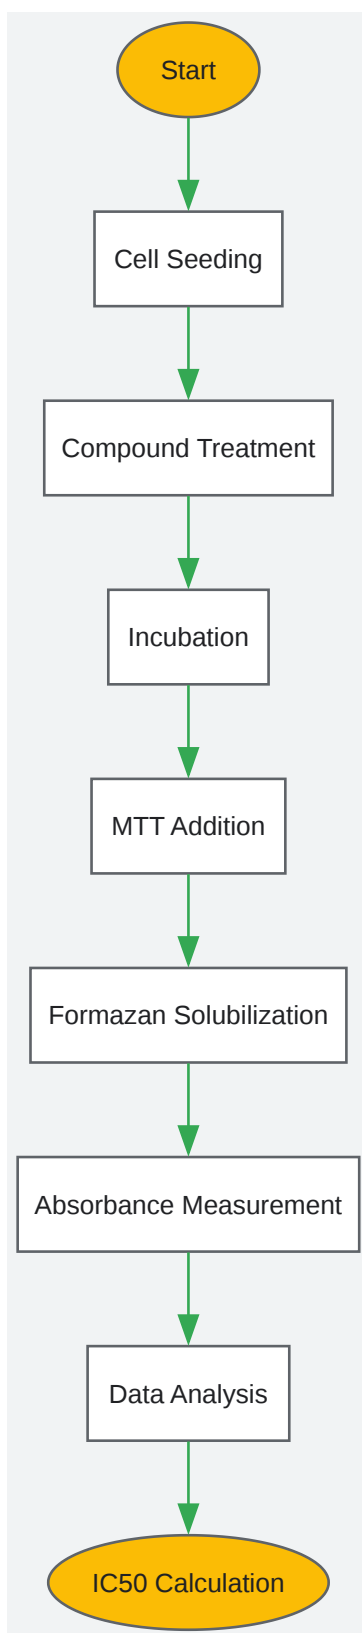 Start
Cell Seeding
Compound Treatment
Incubation
MTT Addition
Formazan Solubilization
Absorbance Measurement
Data Analysis
IC50 Calculation